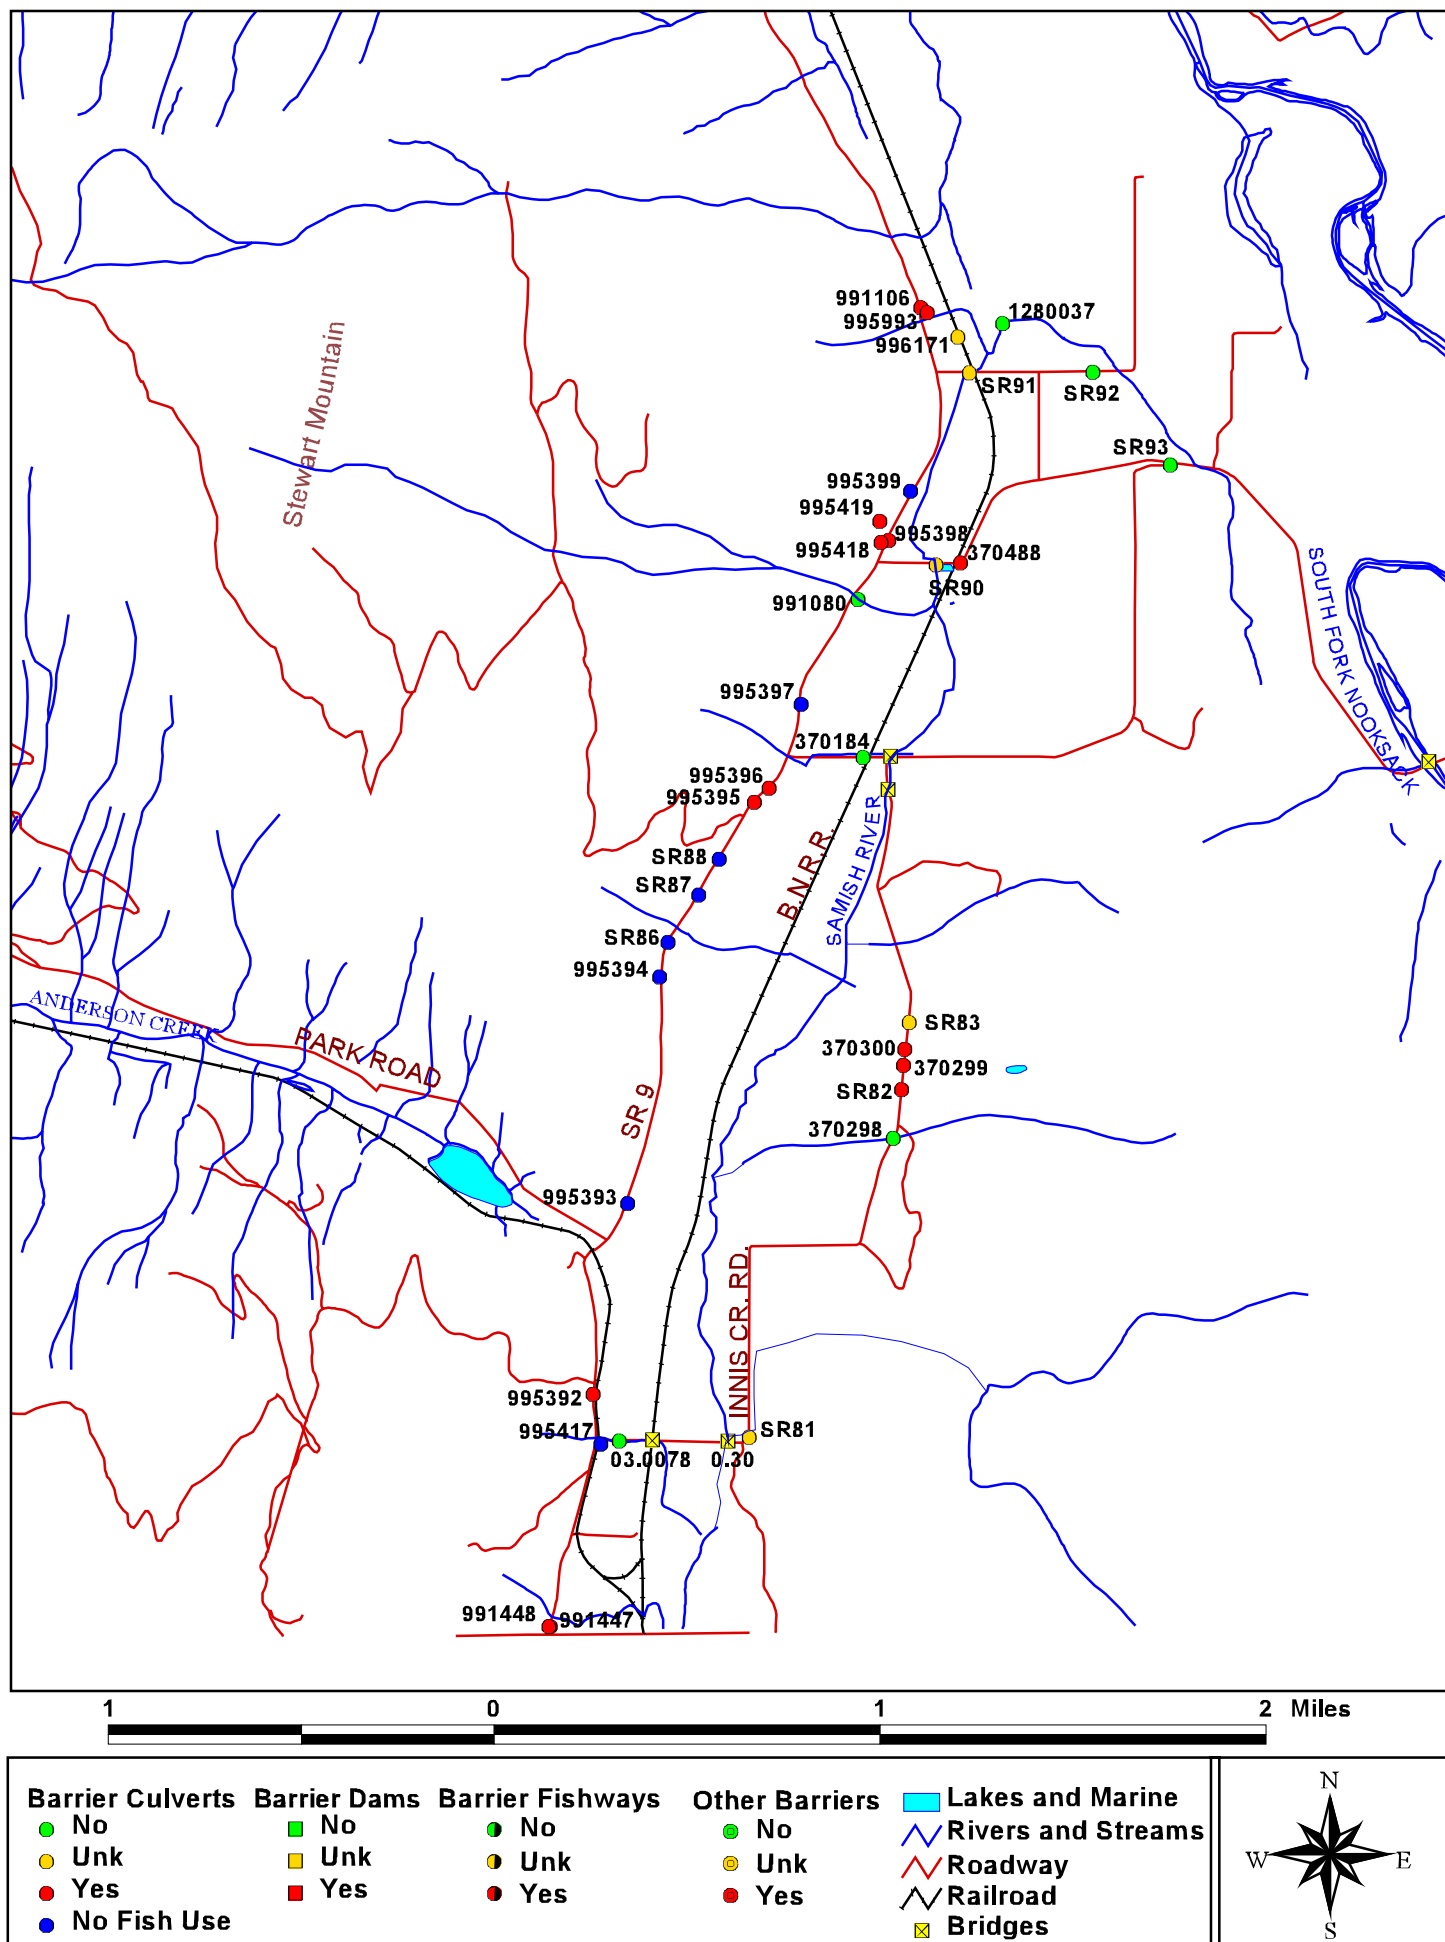 991106
995993
1280037
996171
SR91
SR92
Stewart Mountain
SR93
995399
995419
995398
995418
370488
SR90
991080
SOUTH FORK NOOKSACK
995397
370184
995396
995395
SAMISH RIVER
B.N.R.R.
SR88
SR87
SR86
995394
ANDERSON CREEK
PARK ROAD
SR83
370300
370299
SR82
SR 9
370298
995393
INNIS CR. RD.
995392
995417
SR81
03.0078 0.30
991448 991447
1 0 1 2 Miles
Barrier Culverts
No
Unk
Yes
No Fish Use
Barrier Dams
No
Unk
Yes
Barrier Fishways
No
Unk
Yes
Other Barriers
No
Unk
Yes
Lakes and Marine
Rivers and Streams
Roadway
Railroad
Bridges
N
W E
S